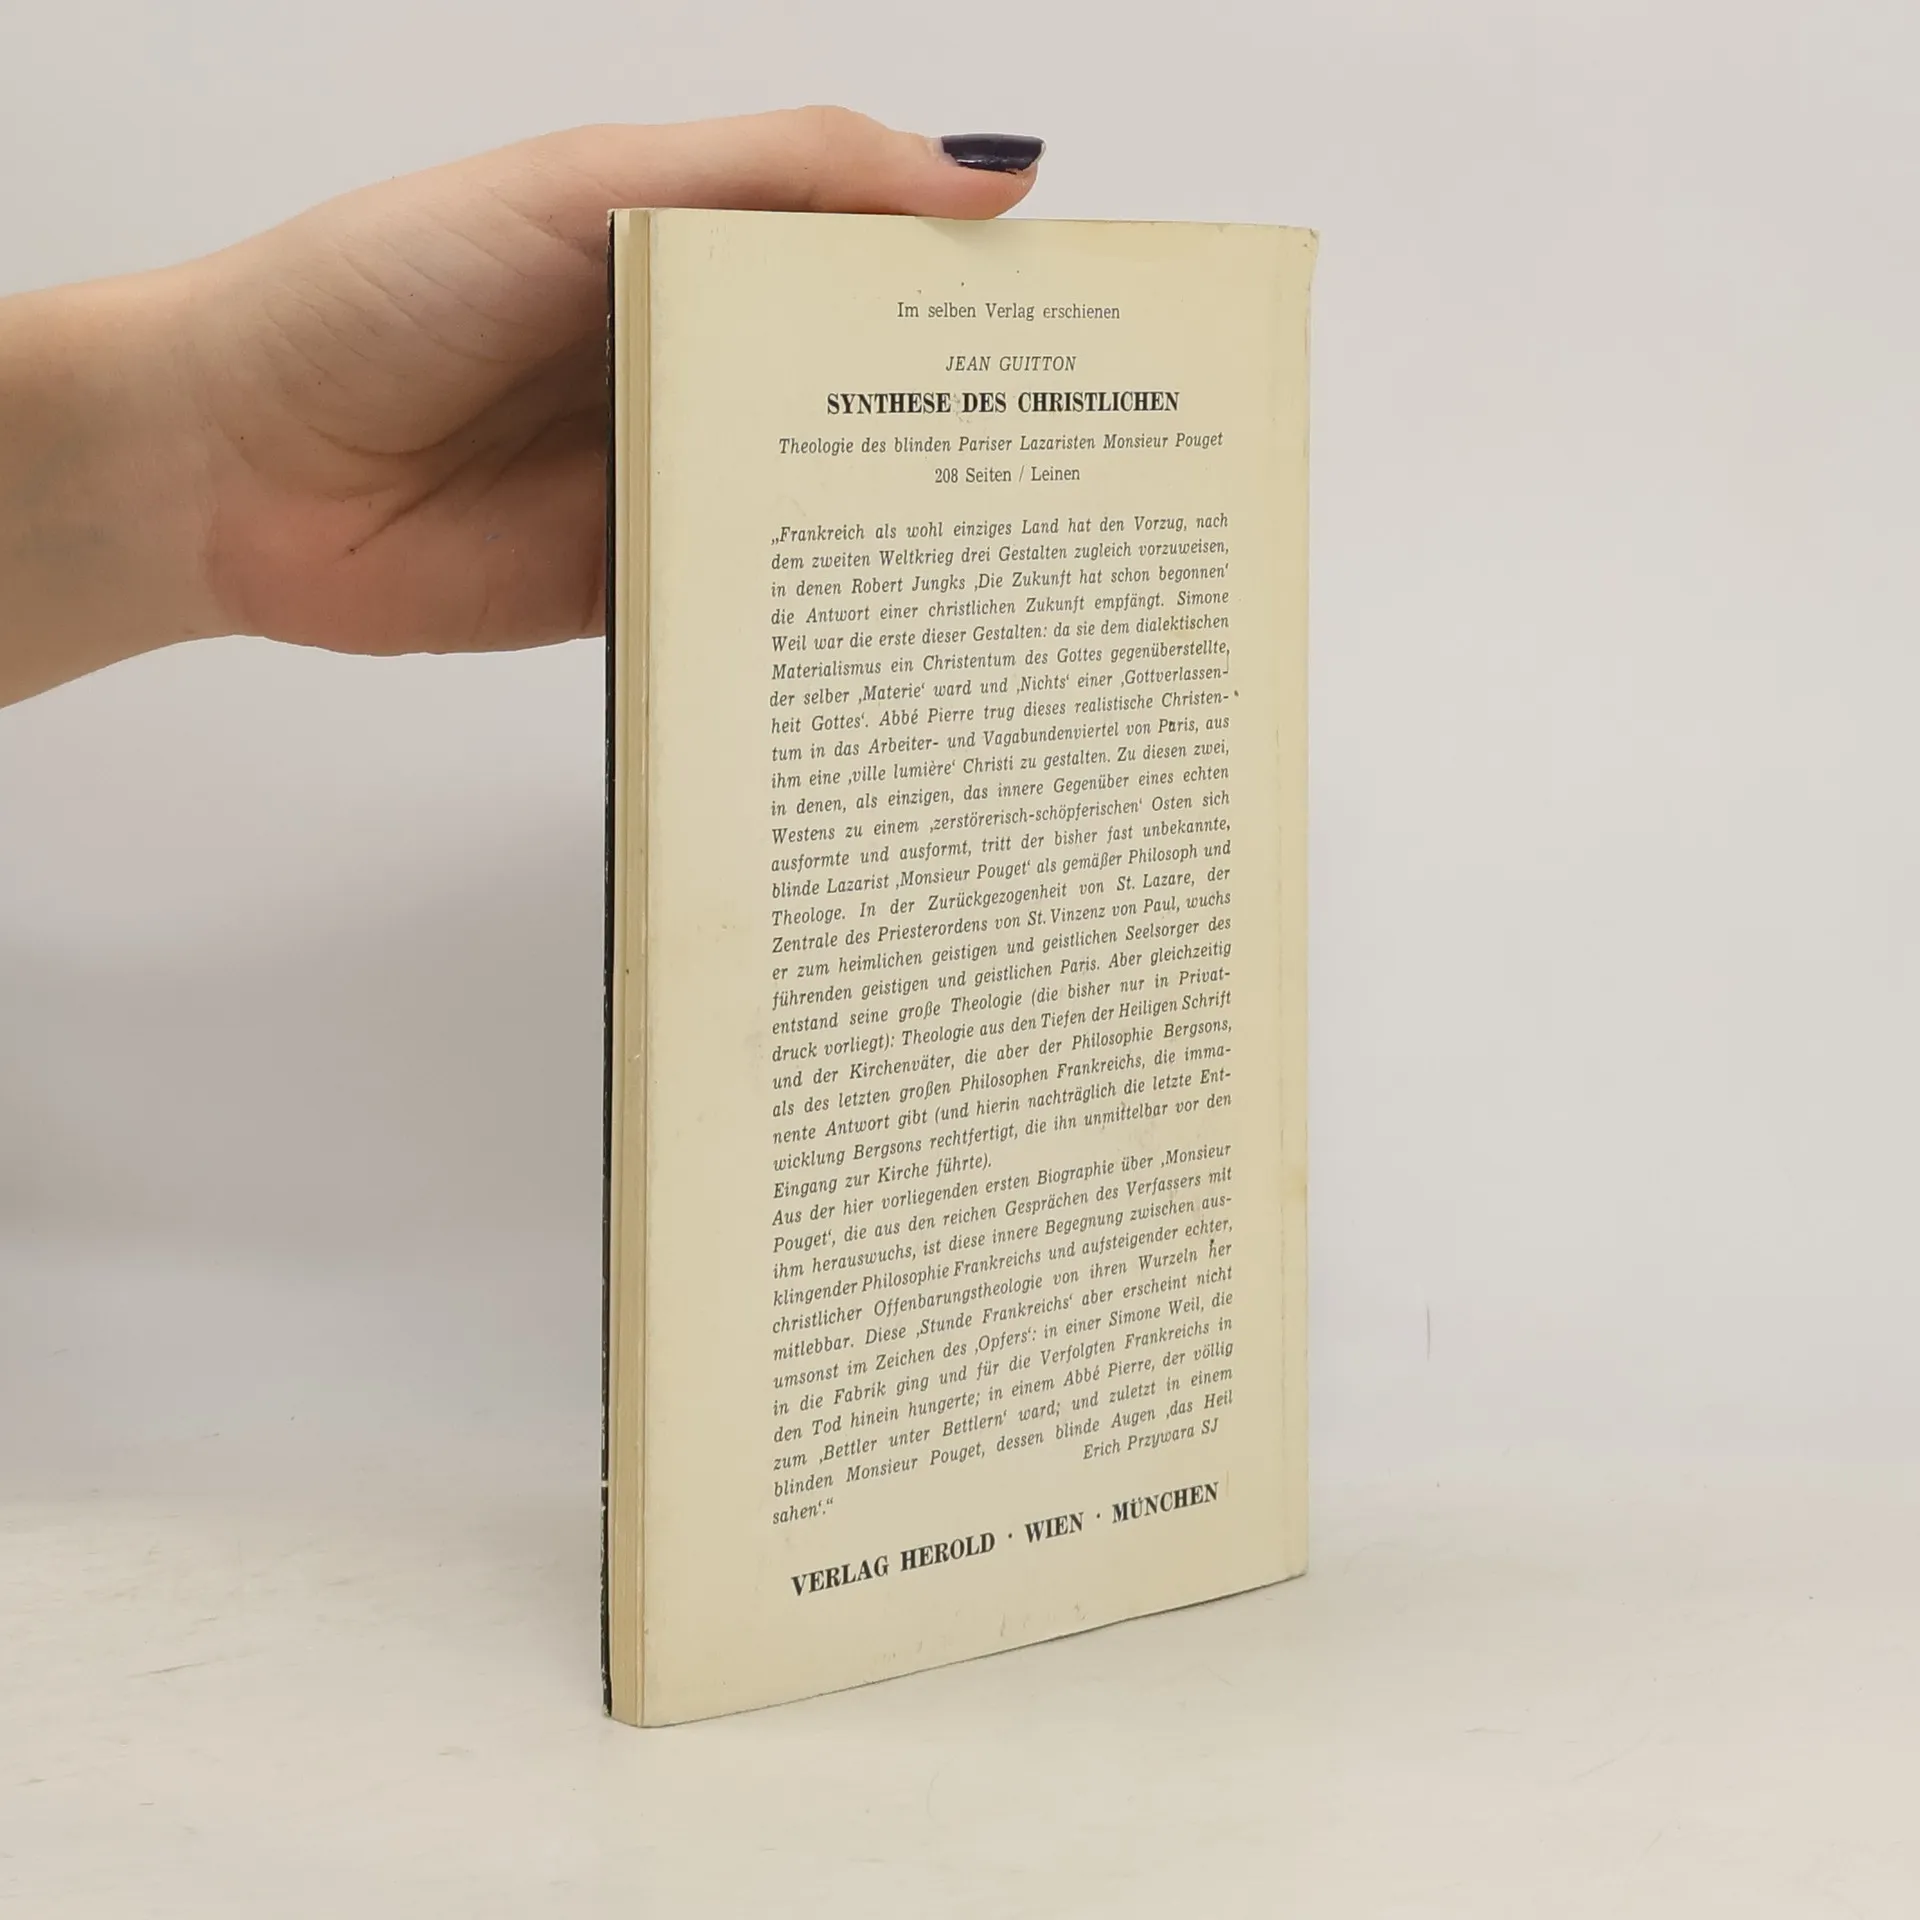 Im selben Verlag erschienen
JEAN GUITTON
SYNTHESE DES CHRISTLICHEN
Theologie des blinden Pariser Lazaristen Monsieur Pouget
208 Seiten / Leinen
„Frankreich als wohl einziges Land hat den Vorzug, nach
dem zweiten Weltkrieg drei Gestalten zugleich vorzuweisen,
in denen Robert Jungks ‚Die Zukunft hat schon begonnen‘
die Antwort einer christlichen Zukunft empfängt. Simone
Weil war die erste dieser Gestalten: da sie dem dialektischen
Materialismus ein Christentum des Gottes gegenüberstellte,
der selber ‚Materie‘ ward und ‚Nichts‘ einer ‚Gottverlassen-
heit Gottes‘. Abbé Pierre trug dieses realistische Christen-
tum in das Arbeiter- und Vagabundenviertel von Paris, aus
ihm eine ‚ville lumière‘ Christi zu gestalten. Zu diesen zwei,
in denen, als einzigen, das innere Gegenüber eines echten
Westens zu einem ‚zerstörerisch-schöpferischen‘ Osten sich
ausformte und ausformt, tritt der bisher fast unbekannte,
blinde Lazarist ‚Monsieur Pouget‘ als gemäßer Philosoph und
Theologe. In der Zurückgezogenheit von St. Lazare, der
Zentrale des Priesterordens von St. Vinzenz von Paul, wuchs
er zum heimlichen geistigen und geistlichen Seelsorger des
führenden geistigen und geistlichen Paris. Aber gleichzeitig
entstand seine große Theologie (die bisher nur in Privat-
druck vorliegt): Theologie aus den Tiefen der Heiligen Schrift
und der Kirchenväter, die aber der Philosophie Bergsons,
als des letzten großen Philosophen Frankreichs, die imma-
nente Antwort gibt (und hierin nachträglich die letzte Ent-
wicklung Bergsons rechtfertigt, die ihn unmittelbar vor den
Eingang zur Kirche führte).
Aus der hier vorliegenden ersten Biographie über ‚Monsieur
Pouget‘, die aus den reichen Gesprächen des Verfassers mit
ihm herauswuchs, ist diese innere Begegnung zwischen aus-
klingender Philosophie Frankreichs und aufsteigender echter,
christlicher Offenbarungstheologie von ihren Wurzeln her
mitlebbar. Diese ‚Stunde Frankreichs‘ aber erscheint nicht
umsonst im Zeichen des ‚Opfers‘: in einer Simone Weil, die
in die Fabrik ging und für die Verfolgten Frankreichs in
den Tod hinein hungerte; in einem Abbé Pierre, der völlig
zum ‚Bettler unter Bettlern‘ ward; und zuletzt in einem
blinden Monsieur Pouget, dessen blinde Augen ‚das Heil
sahen‘.“
Erich Przywara SJ
VERLAG HEROLD · WIEN · MÜNCHEN